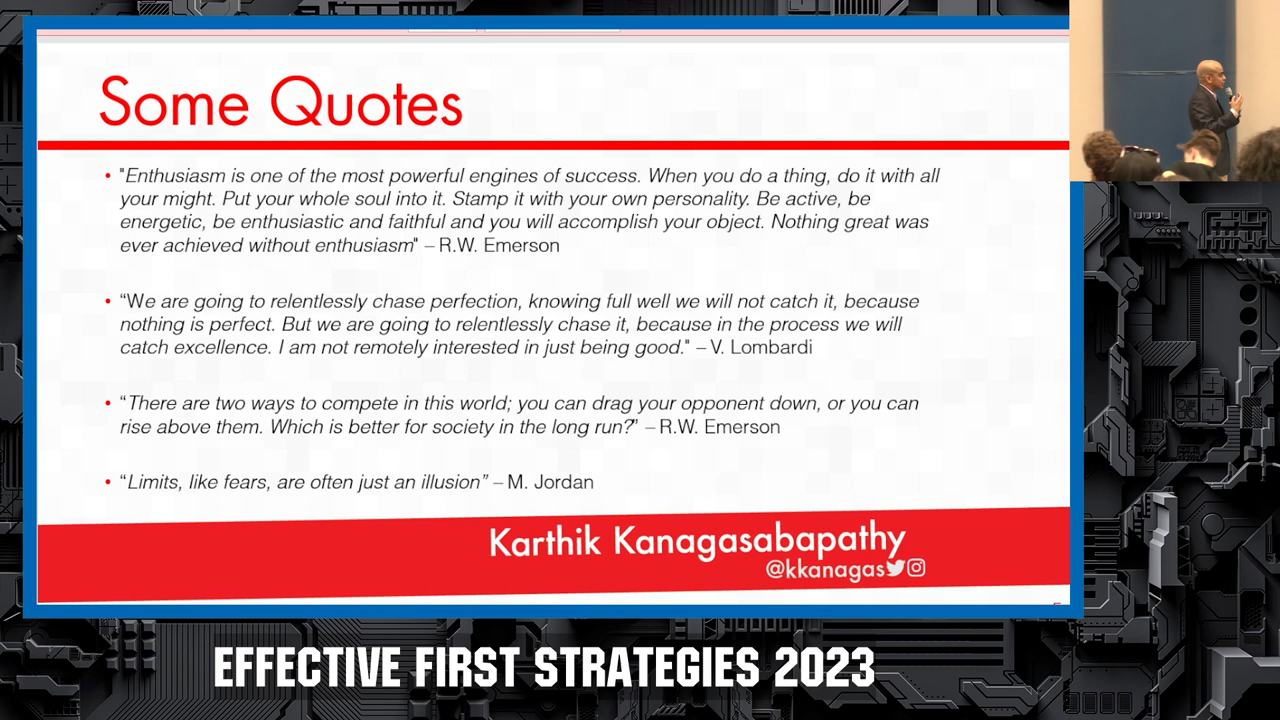 Some Quotes
• "Enthusiasm is one of the most powerful engines of success. When you do a thing, do it with all
your might. Put your whole soul into it. Stamp it with your own personality. Be active, be
energetic, be enthusiastic and faithful and you will accomplish your object. Nothing great was
ever achieved without enthusiasm" – R.W. Emerson
• “We are going to relentlessly chase perfection, knowing full well we will not catch it, because
nothing is perfect. But we are going to relentlessly chase it, because in the process we will
catch excellence. I am not remotely interested in just being good." – V. Lombardi
• “There are two ways to compete in this world; you can drag your opponent down, or you can
rise above them. Which is better for society in the long run?” – R.W. Emerson
• “Limits, like fears, are often just an illusion” – M. Jordan
Karthik Kanagasabapathy
@kkanagas
EFFECTIVE FIRST STRATEGIES 2023